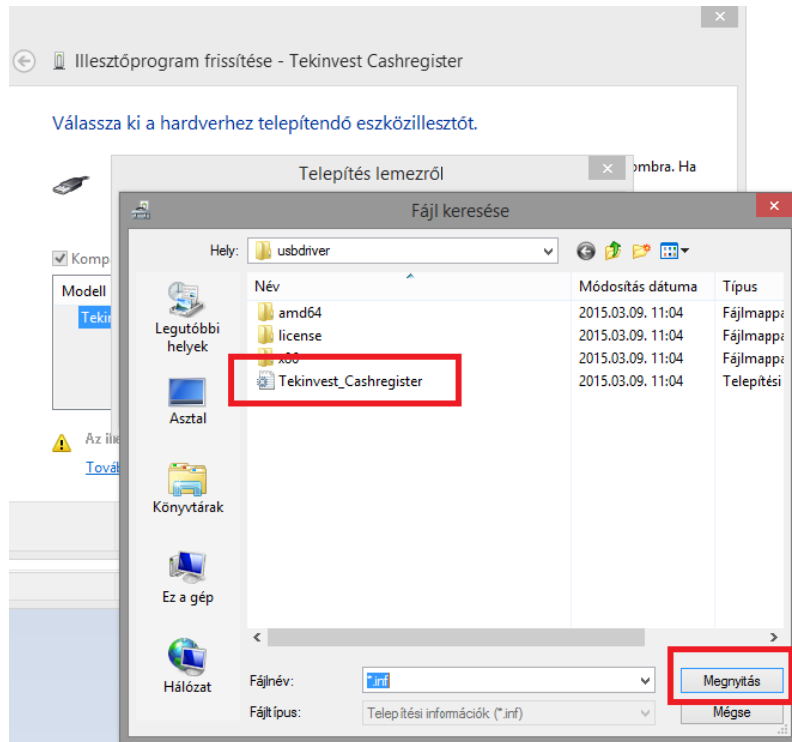 Illesztőprogram frissítése - Tekinvest Cashregister
Válassza ki a hardverhez telepítendő eszközillesztőt.
ombra. Ha
Telepítés lemezről
Fájl keresése
Komp
Modell
Tekin
Az ille
Továb
Hely: usbdriver
Legutóbbi helyek
Asztal
Könyvtárak
Ez a gép
Hálózat
Név Módosítás dátuma Típus
amd64 2015.03.09. 11:04 Fájlmappa
license 2015.03.09. 11:04 Fájlmappa
x86 2015.03.09. 11:04 Fájlmappa
Tekinvest_Cashregister 2015.03.09. 11:04 Telepítési
Fájlnév: *.inf Megnyitás
Fájltípus: Telepítési információk (*.inf) Mégse